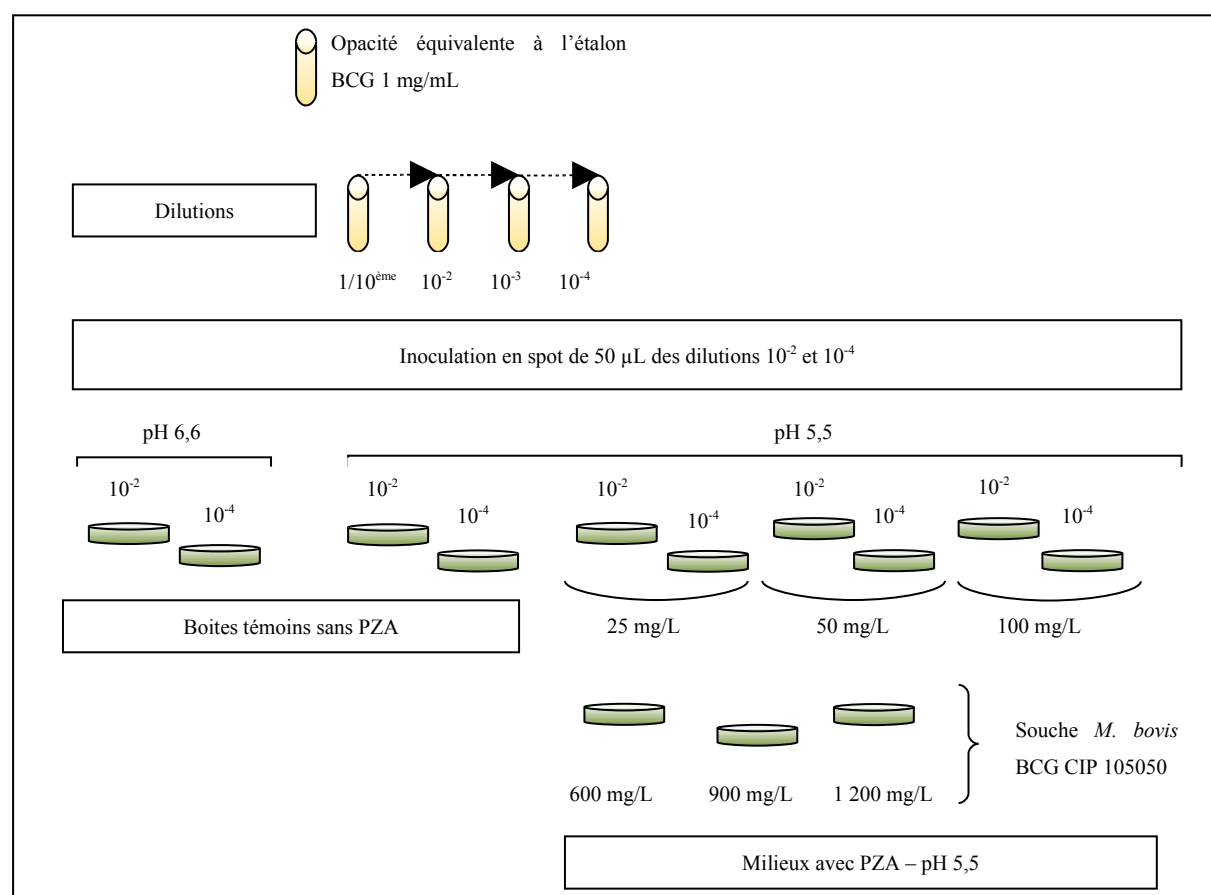 Opacité équivalente à l'étalon
BCG 1 mg/mL
Dilutions
1/10ème 10-2 10-3 10-4
Inoculation en spot de 50 µL des dilutions 10-2 et 10-4
pH 6,6 pH 5,5
10-2 10-2 10-2 10-2 10-2
10-4 10-4 10-4 10-4 10-4
Boites témoins sans PZA
25 mg/L 50 mg/L 100 mg/L
Souche M. bovis
BCG CIP 105050
600 mg/L 900 mg/L 1 200 mg/L
Milieux avec PZA – pH 5,5